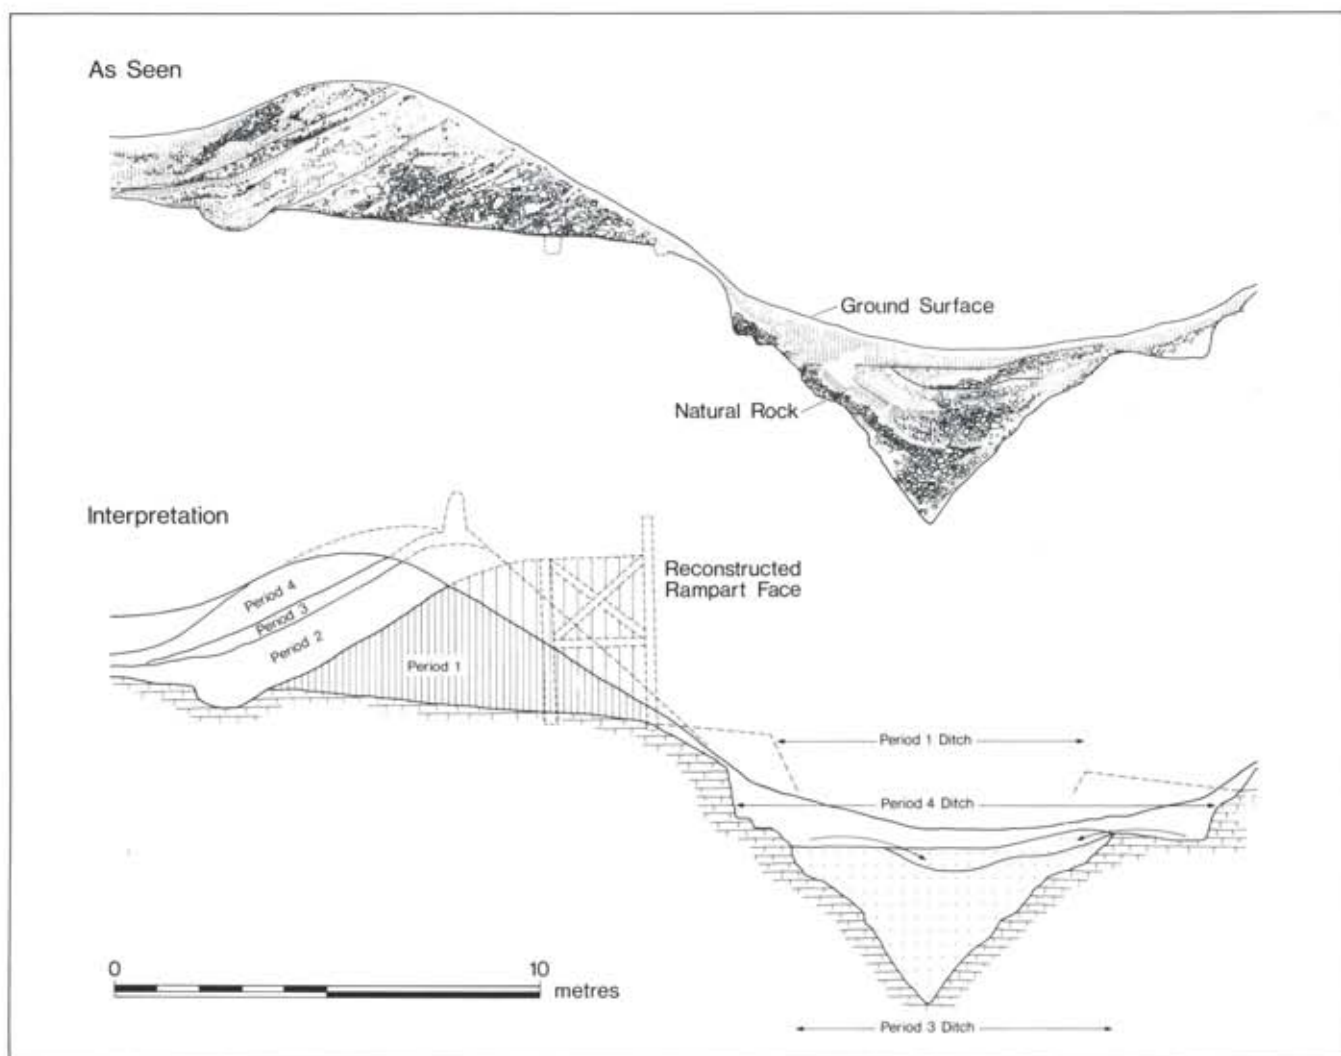 As Seen
Ground Surface
Natural Rock
Interpretation
Reconstructed
Rampart Face
Period 4
Period 3
Period 2
Period 1
Period 1 Ditch
Period 4 Ditch
0 10
metres
Period 3 Ditch